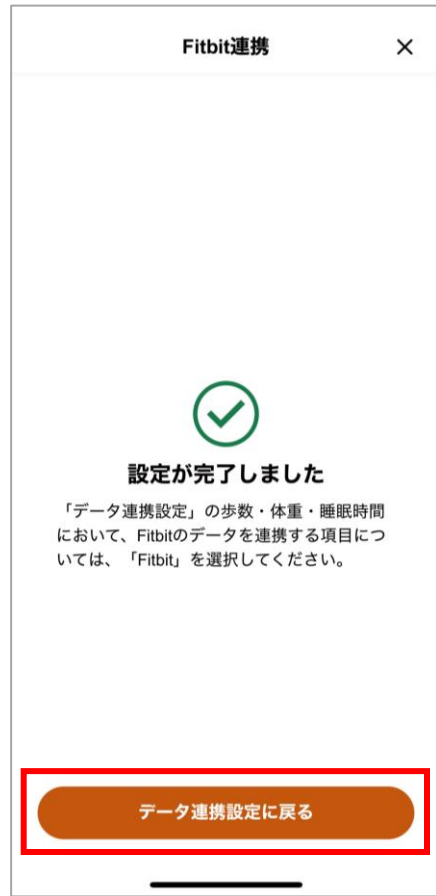 Fitbit連携
設定が完了しました
「データ連携設定」の歩数・体重・睡眠時間
において、Fitbitのデータを連携する項目につ
いては、「Fitbit」を選択してください。
データ連携設定に戻る